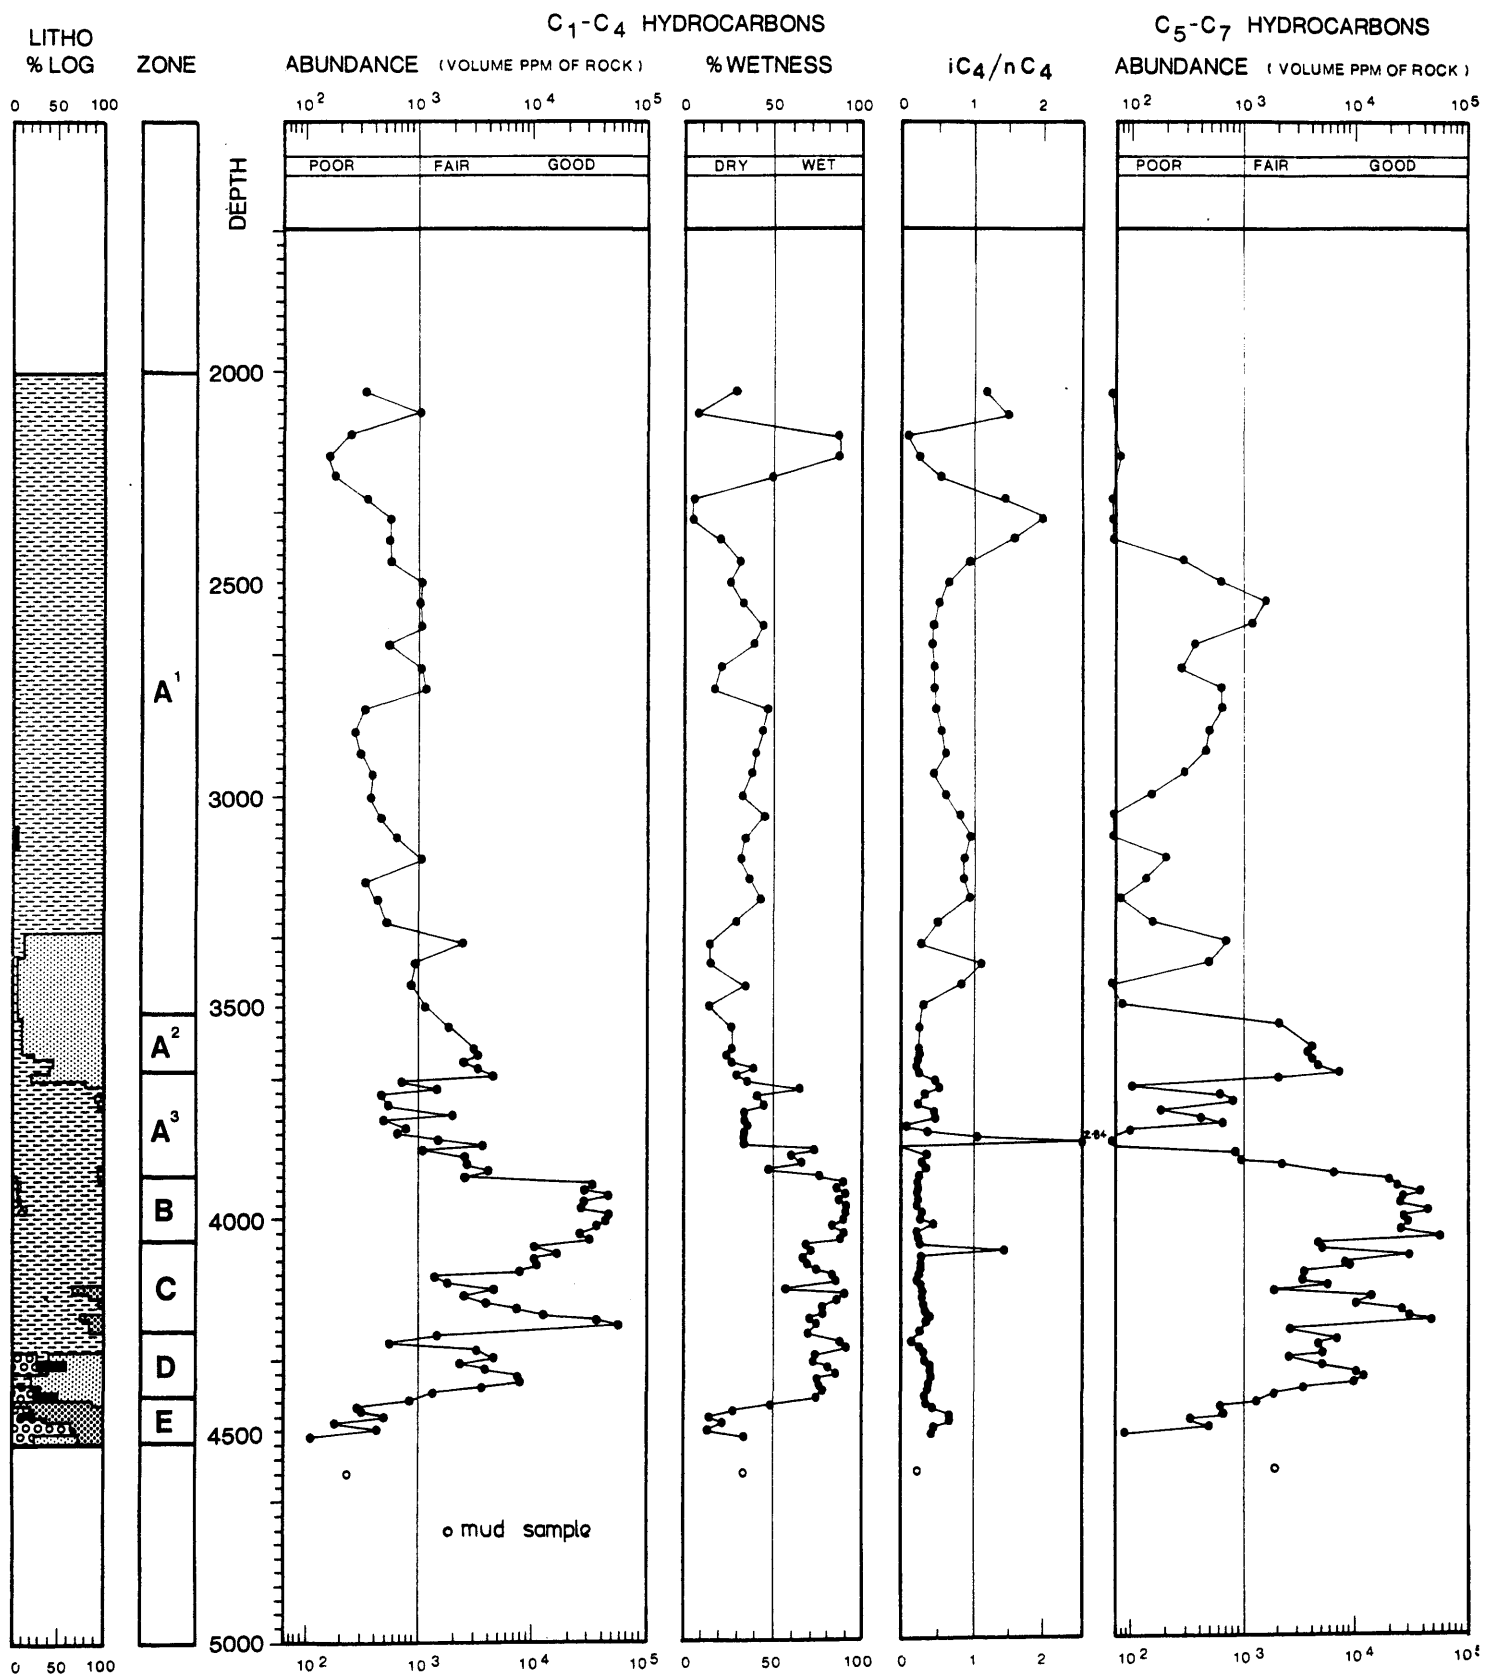 C₁-C₄ HYDROCARBONS C₅-C₇ HYDROCARBONS
LITHO
% LOG ZONE ABUNDANCE (VOLUME PPM OF ROCK) % WETNESS iC₄/nC₄ ABUNDANCE (VOLUME PPM OF ROCK)
0 50 100 10² 10³ 10⁴ 10⁵ 0 50 100 0 1 2 10² 10³ 10⁴ 10⁵
DEPTH
POOR FAIR GOOD DRY WET POOR FAIR GOOD
2000
2500
A¹
3000
3500
A²
A³
2.84
B
4000
C
D
E
4500
o mud sample
5000
0 50 100 10² 10³ 10⁴ 10⁵ 0 50 100 0 1 2 10² 10³ 10⁴ 10⁵